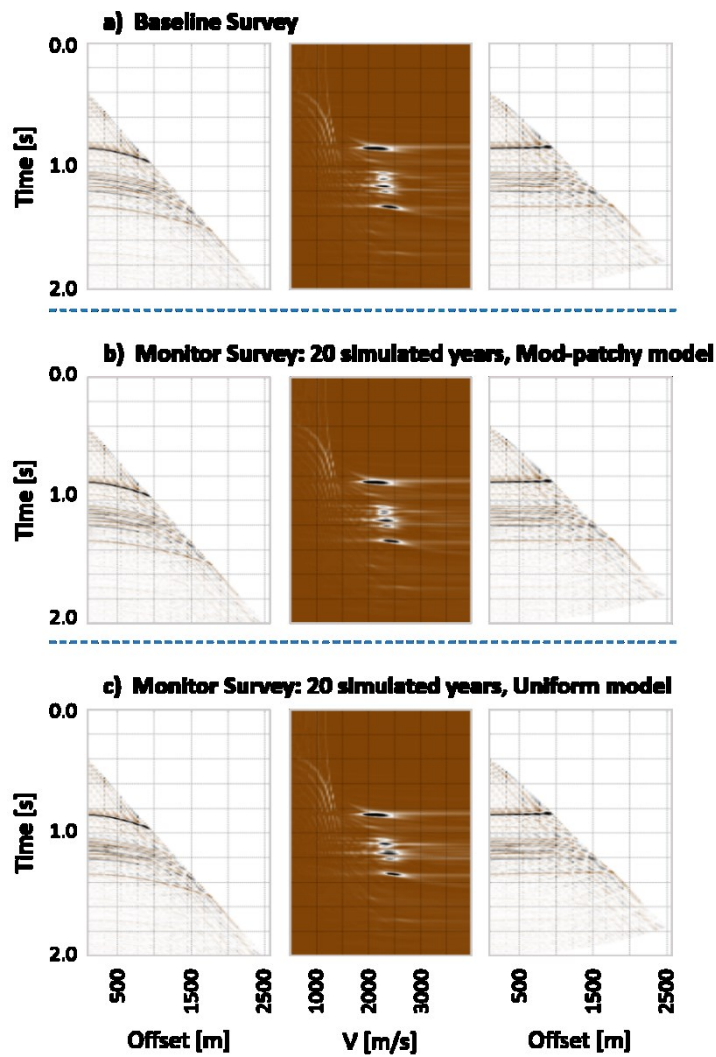 a) Baseline Survey
0.0
1.0
2.0
Time [s]
b) Monitor Survey: 20 simulated years, Mod-patchy model
0.0
1.0
2.0
Time [s]
c) Monitor Survey: 20 simulated years, Uniform model
0.0
1.0
2.0
Time [s]
500 1500 2500 1000 2000 3000 500 1500 2500
Offset [m] V [m/s] Offset [m]